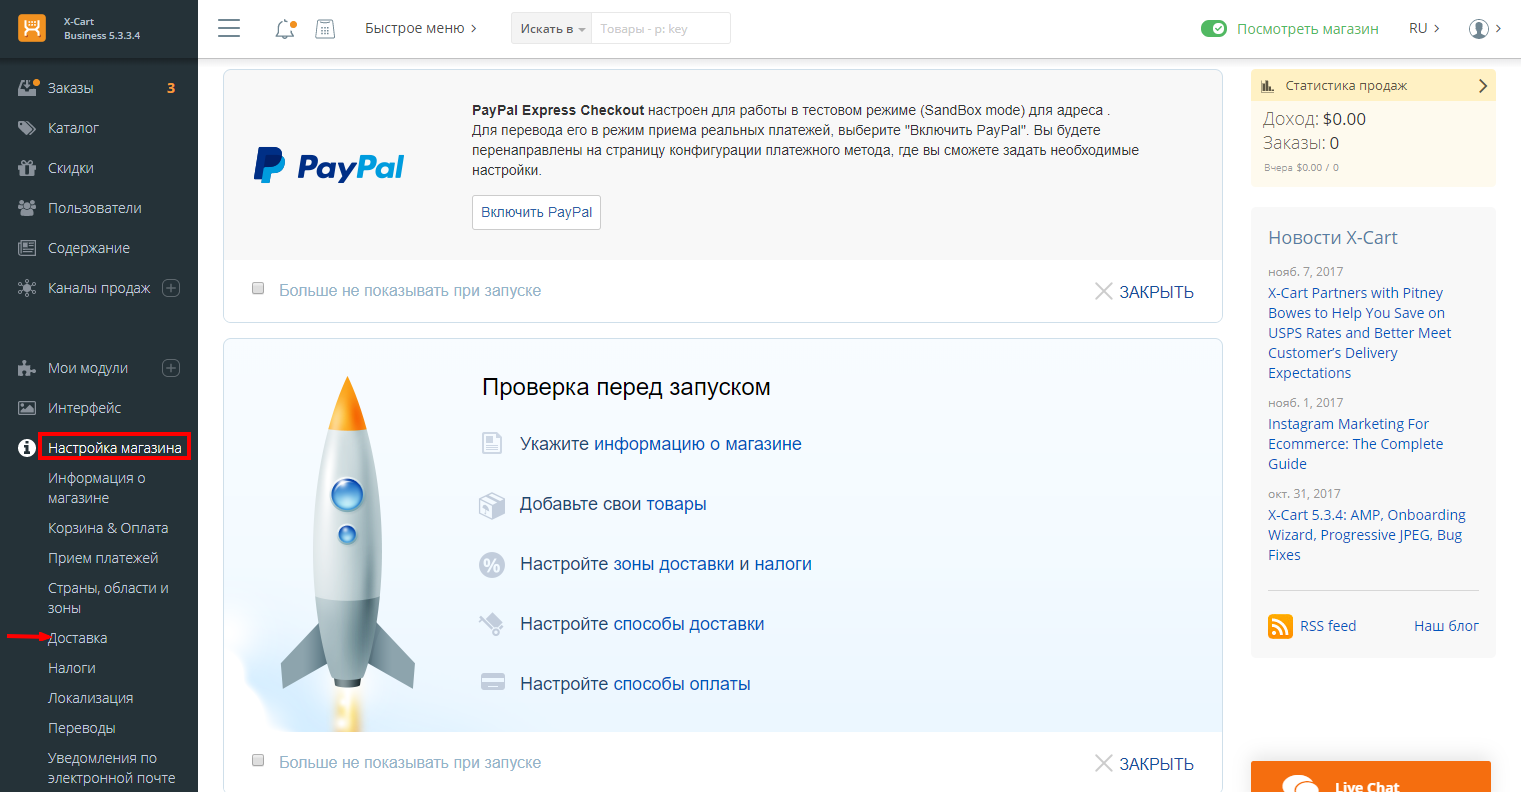 X-Cart
Business 5.3.3.4
Быстрое меню
Искать в
Товары - p: key
Посмотреть магазин
RU
Заказы
3
Каталог
Скидки
Пользователи
Содержание
Каналы продаж
Мои модули
Интерфейс
Настройка магазина
Информация о
магазине
Корзина & Оплата
Прием платежей
Страны, области и
зоны
Доставка
Налоги
Локализация
Переводы
Уведомления по
электронной почте
PayPal
PayPal Express Checkout настроен для работы в тестовом режиме (SandBox mode) для адреса .
Для перевода его в режим приема реальных платежей, выберите "Включить PayPal". Вы будете
перенаправлены на страницу конфигурации платежного метода, где вы сможете задать необходимые
настройки.
Включить PayPal
Больше не показывать при запуске
ЗАКРЫТЬ
Проверка перед запуском
Укажите информацию о магазине
Добавьте свои товары
%
Настройте зоны доставки и налоги
Настройте способы доставки
Настройте способы оплаты
Больше не показывать при запуске
ЗАКРЫТЬ
Статистика продаж
Доход: $0.00
Заказы: 0
Вчера $0.00 / 0
Новости X-Cart
нояб. 7, 2017
X-Cart Partners with Pitney
Bowes to Help You Save on
USPS Rates and Better Meet
Customer’s Delivery
Expectations
нояб. 1, 2017
Instagram Marketing For
Ecommerce: The Complete
Guide
окт. 31, 2017
X-Cart 5.3.4: AMP, Onboarding
Wizard, Progressive JPEG, Bug
Fixes
RSS feed
Наш блог
Live Chat